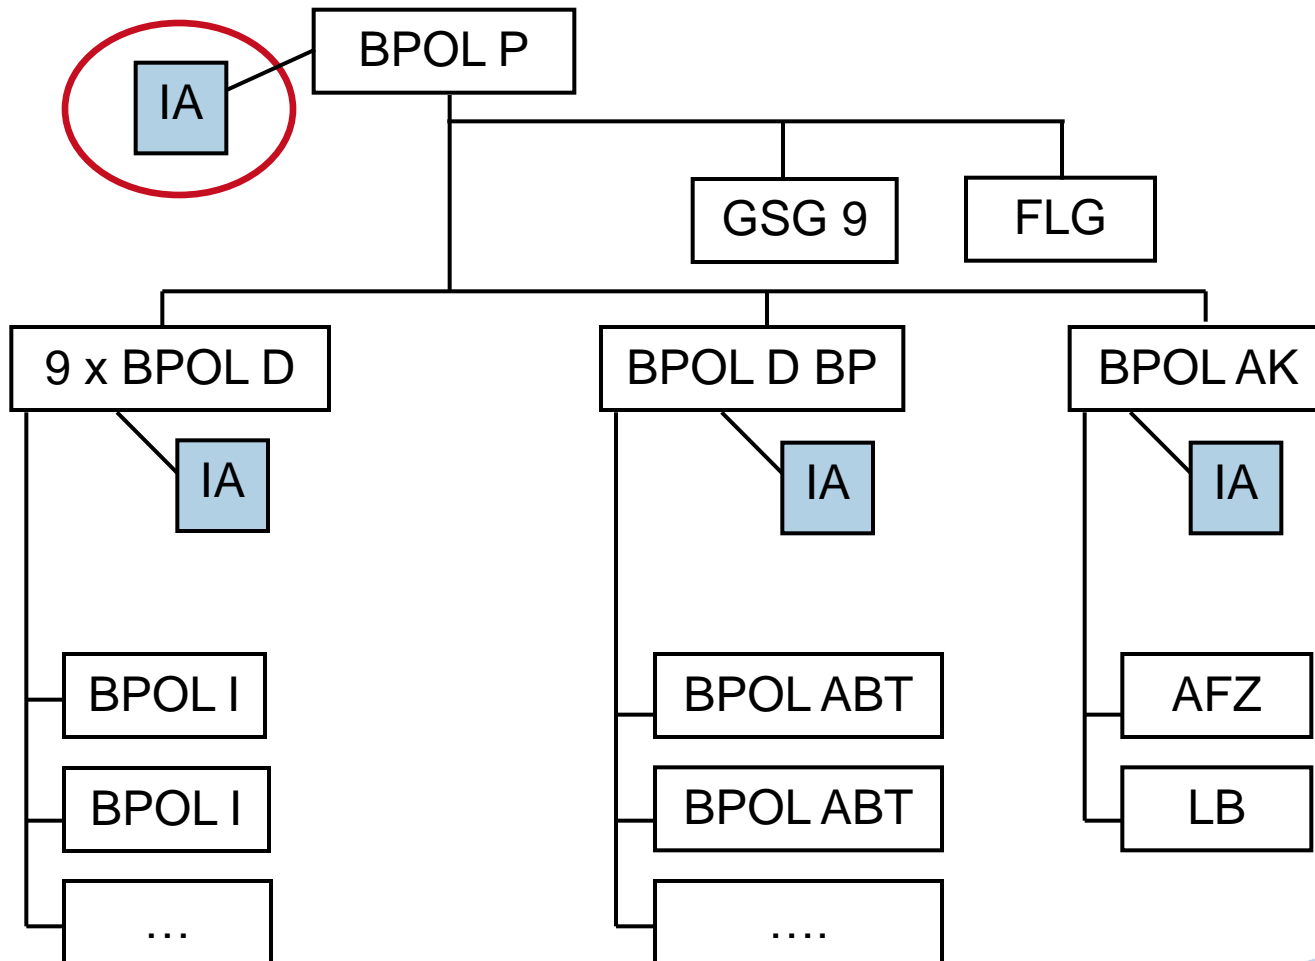 BPOL P
IA
GSG 9
FLG
9 x BPOL D
BPOL D BP
BPOL AK
IA
IA
IA
BPOL I
BPOL ABT
AFZ
BPOL I
BPOL ABT
LB
...
....